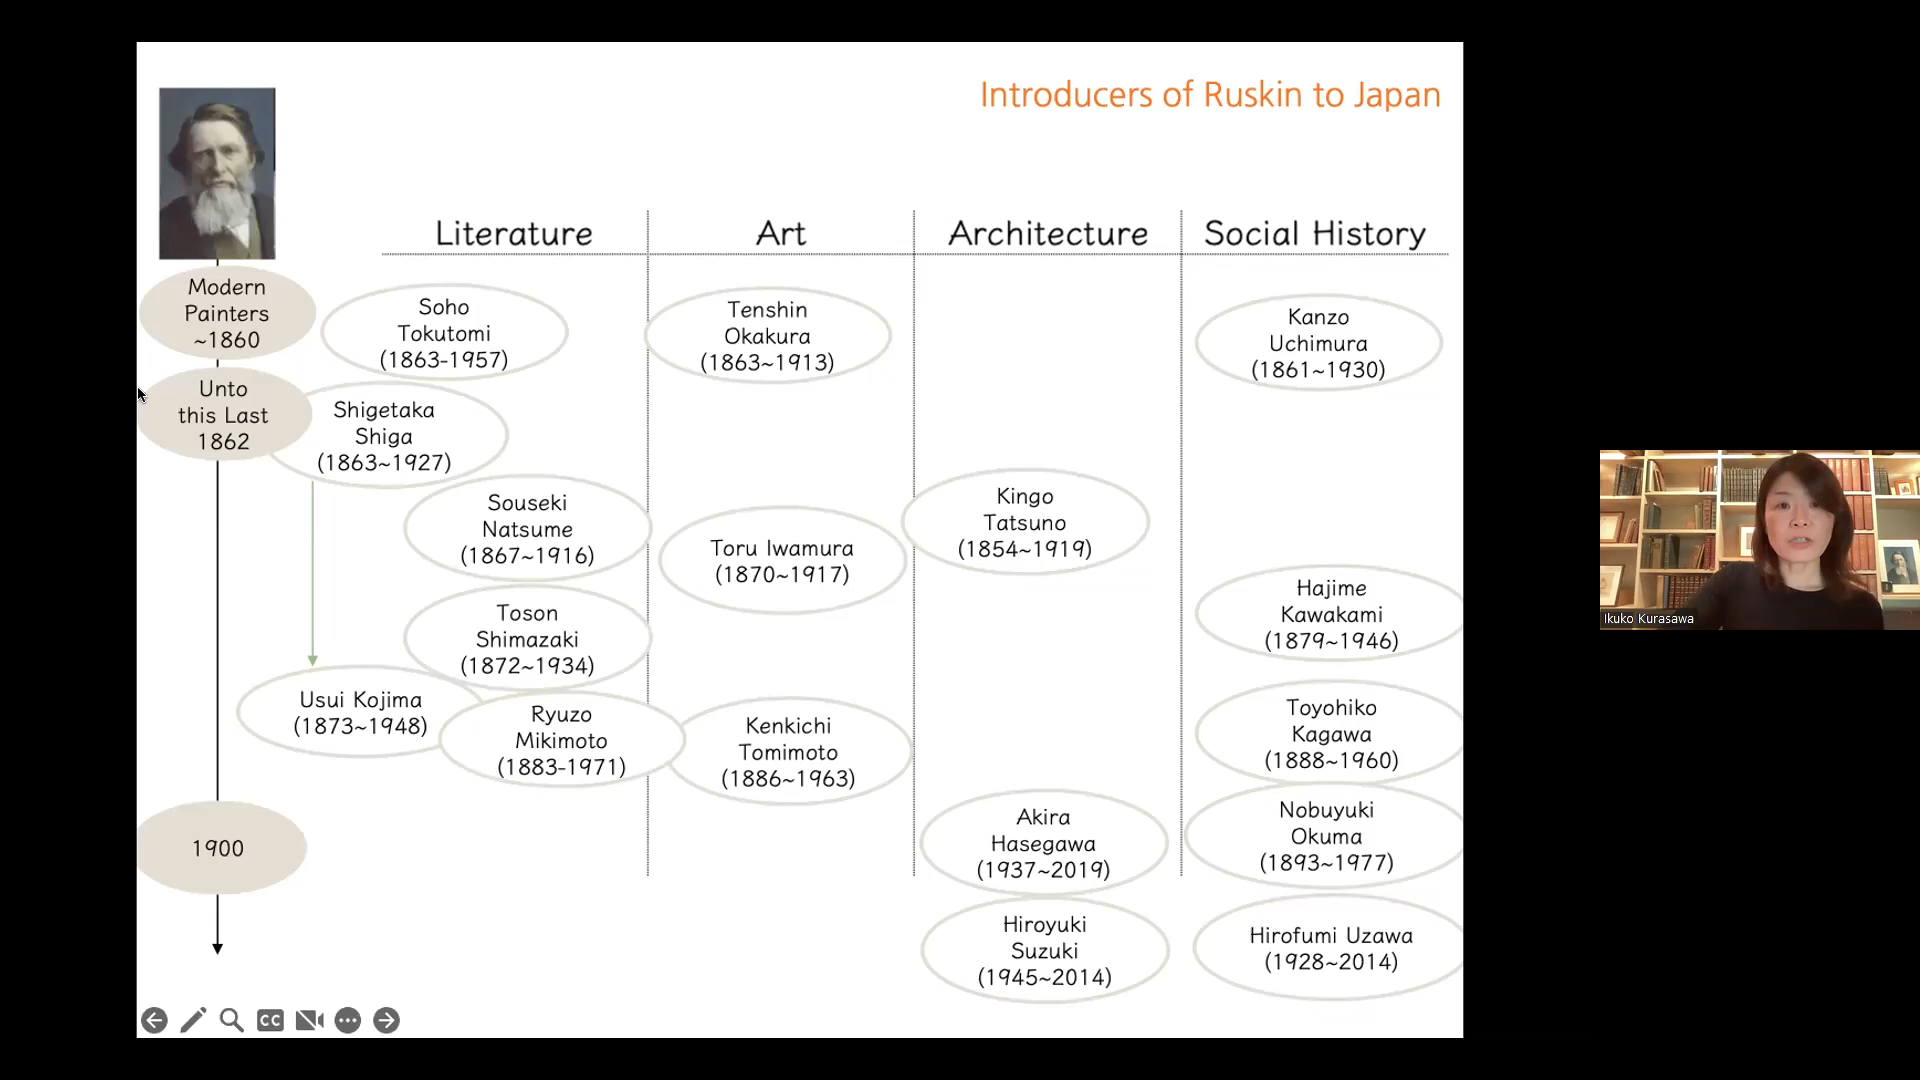 Introducers of Ruskin to Japan
Literature
Art
Architecture
Social History
Modern
Painters
~1860
Unto
this Last
1862
1900
Soho
Tokutomi
(1863-1957)
Shigetaka
Shiga
(1863~1927)
Souseki
Natsume
(1867~1916)
Toson
Shimazaki
(1872~1934)
Usui Kojima
(1873~1948)
Ryuzo
Mikimoto
(1883-1971)
Tenshin
Okakura
(1863~1913)
Toru Iwamura
(1870~1917)
Kenkichi
Tomimoto
(1886~1963)
Kingo
Tatsuno
(1854~1919)
Akira
Hasegawa
(1937~2019)
Hiroyuki
Suzuki
(1945~2014)
Kanzo
Uchimura
(1861~1930)
Hajime
Kawakami
(1879~1946)
Toyohiko
Kagawa
(1888~1960)
Nobuyuki
Okuma
(1893~1977)
Hirofumi Uzawa
(1928~2014)
CC
Ikuko Kurasawa